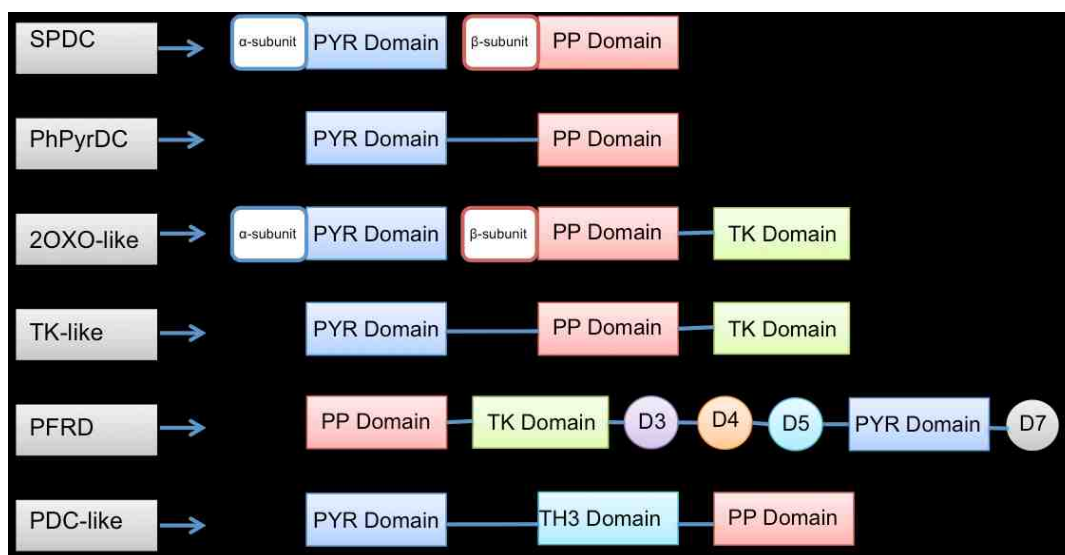 SPDC α-subunit PYR Domain β-subunit PP Domain
PhPyrDC PYR Domain PP Domain
2OXO-like α-subunit PYR Domain β-subunit PP Domain TK Domain
TK-like PYR Domain PP Domain TK Domain
PFRD PP Domain TK Domain D3 D4 D5 PYR Domain D7
PDC-like PYR Domain TH3 Domain PP Domain